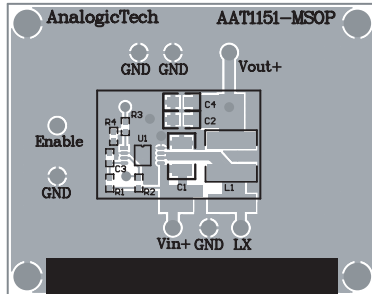 AnalogicTech AAT1151-MSOP
GND GND Vout+
C4
R3
C2
R4
U1
Enable
C3
GND
R1 R2 C1 L1
Vin+ GND LX